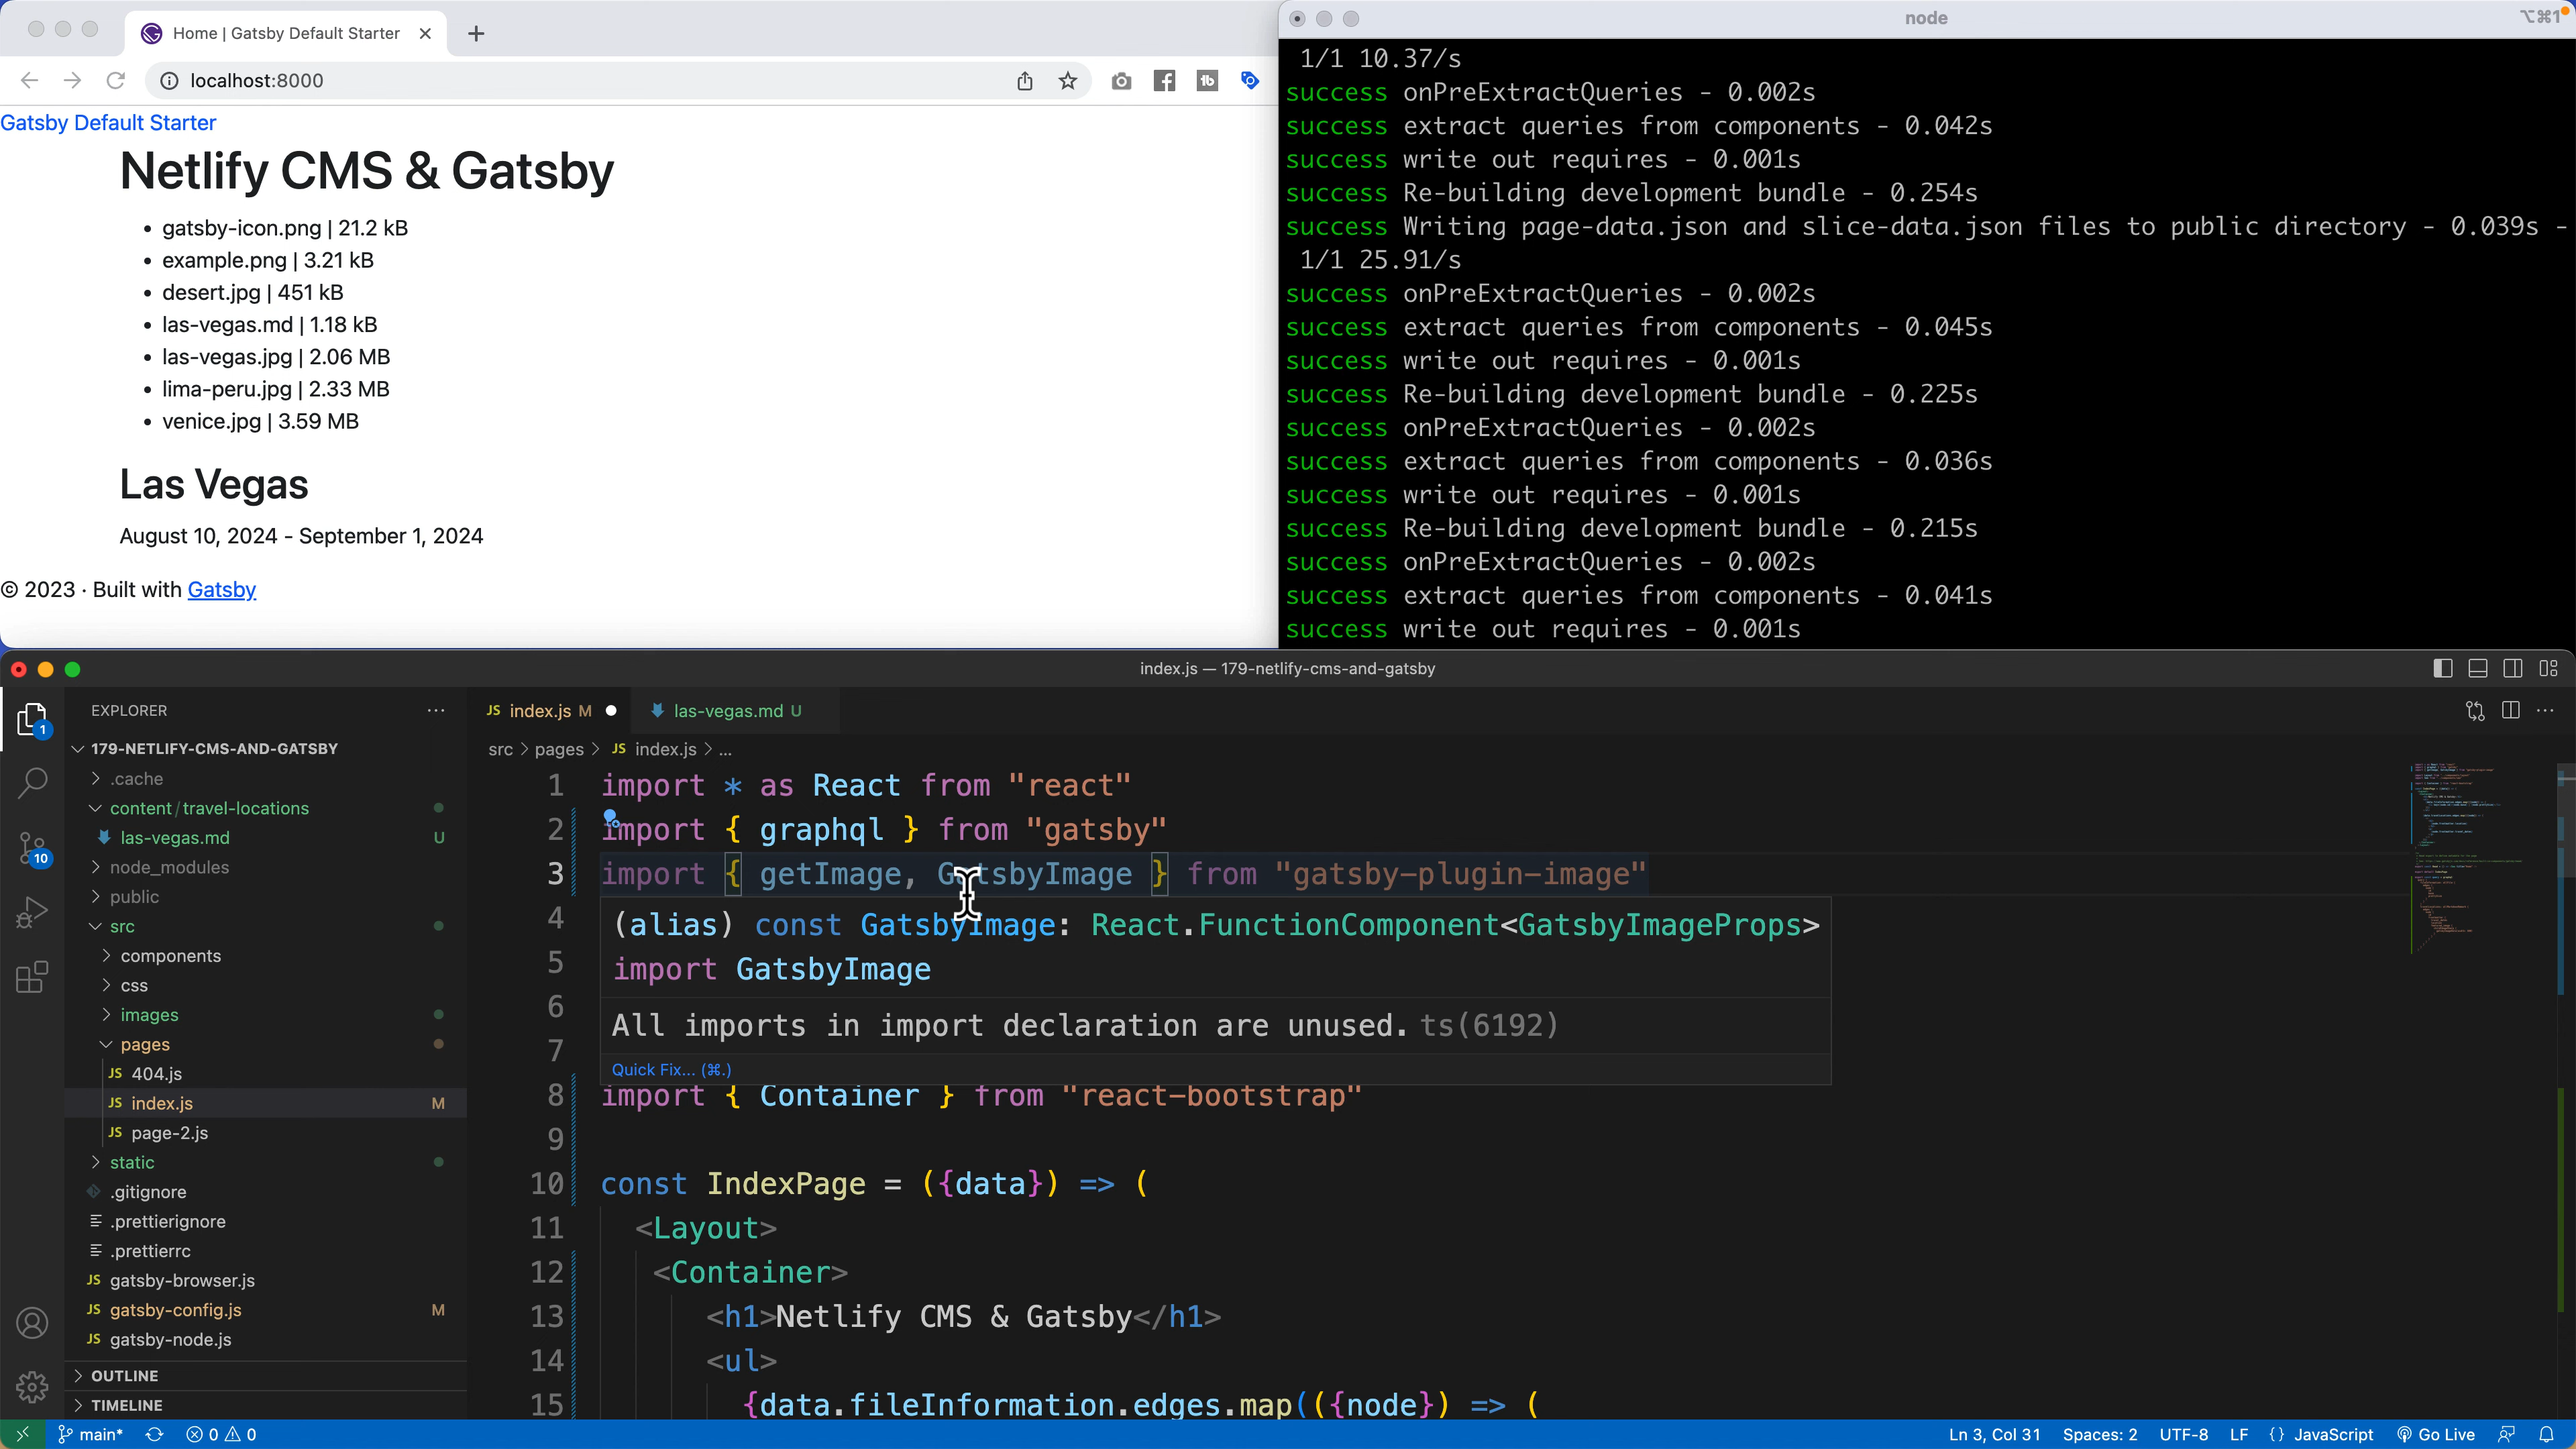 Home | Gatsby Default Starter
localhost:8000
Gatsby Default Starter
Netlify CMS & Gatsby
• gatsby-icon.png | 21.2 kB
• example.png | 3.21 kB
• desert.jpg | 451 kB
• las-vegas.md | 1.18 kB
• las-vegas.jpg | 2.06 MB
• lima-peru.jpg | 2.33 MB
• venice.jpg | 3.59 MB
Las Vegas
August 10, 2024 - September 1, 2024
© 2023 · Built with Gatsby
node
⌥⌘1
1/1 10.37/s
success onPreExtractQueries - 0.002s
success extract queries from components - 0.042s
success write out requires - 0.001s
success Re-building development bundle - 0.254s
success Writing page-data.json and slice-data.json files to public directory - 0.039s -
1/1 25.91/s
success onPreExtractQueries - 0.002s
success extract queries from components - 0.045s
success write out requires - 0.001s
success Re-building development bundle - 0.225s
success onPreExtractQueries - 0.002s
success extract queries from components - 0.036s
success write out requires - 0.001s
success Re-building development bundle - 0.215s
success onPreExtractQueries - 0.002s
success extract queries from components - 0.041s
success write out requires - 0.001s
index.js — 179-netlify-cms-and-gatsby
1
10
EXPLORER
179-NETLIFY-CMS-AND-GATSBY
.cache
content / travel-locations
las-vegas.md U
node_modules
public
src
components
css
images
pages
JS 404.js
JS index.js M
JS page-2.js
static
.gitignore
.prettierignore
.prettierrc
JS gatsby-browser.js
JS gatsby-config.js M
JS gatsby-node.js
OUTLINE
TIMELINE
JS index.js M
las-vegas.md U
src > pages > JS index.js > ...
1 import * as React from "react"
2 import { graphql } from "gatsby"
3 import { getImage, GatsbyImage } from "gatsby-plugin-image"
4
5
6
7
(alias) const GatsbyImage: React.FunctionComponent<GatsbyImageProps>
import GatsbyImage
All imports in import declaration are unused. ts(6192)
Quick Fix... (⌘.)
8 import { Container } from "react-bootstrap"
9
10 const IndexPage = ({data}) => (
11 <Layout>
12 <Container>
13 <h1>Netlify CMS & Gatsby</h1>
14 <ul>
15 {data.fileInformation.edges.map(({node}) => (
main* 0 0
Ln 3, Col 31 Spaces: 2 UTF-8 LF {} JavaScript Go Live